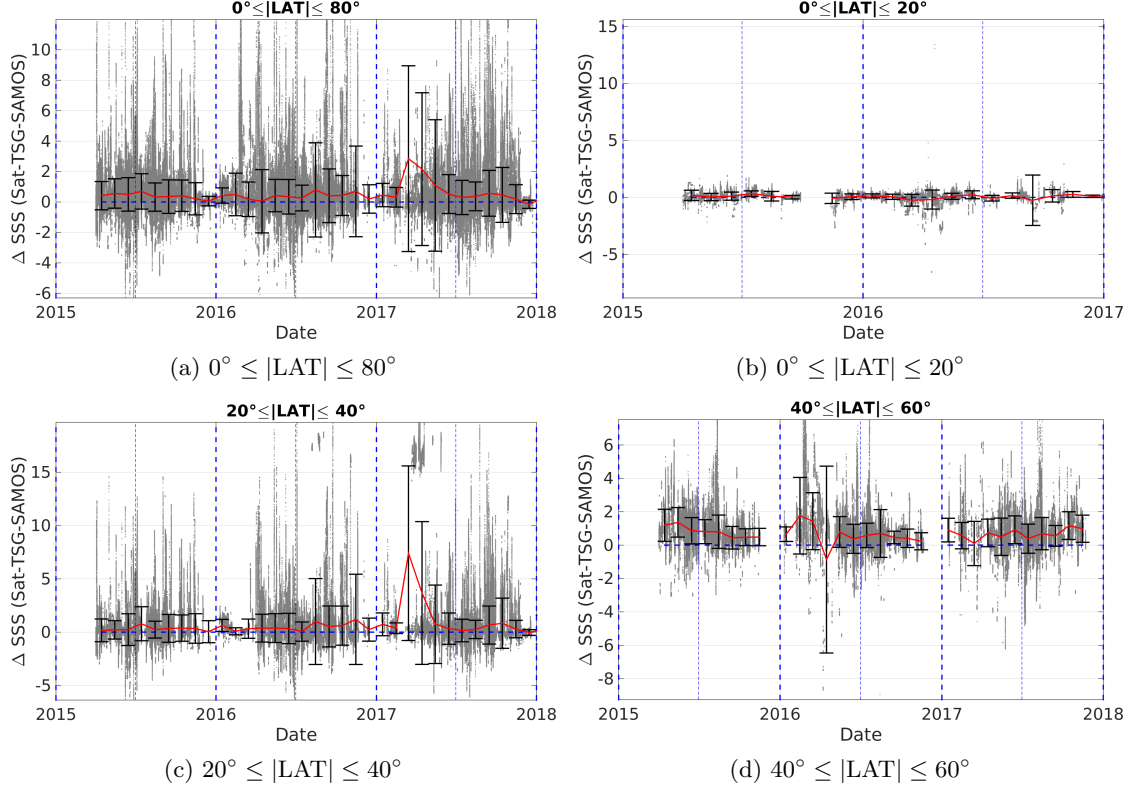 0°≤|LAT|≤ 80°
Δ SSS (Sat-TSG-SAMOS)
10
8
6
4
2
0
-2
-4
-6
2015
2016
2017
2018
Date
(a) 0° ≤ |LAT| ≤ 80°
0°≤|LAT|≤ 20°
Δ SSS (Sat-TSG-SAMOS)
15
10
5
0
-5
2015
2016
2017
Date
(b) 0° ≤ |LAT| ≤ 20°
20°≤|LAT|≤ 40°
Δ SSS (Sat-TSG-SAMOS)
15
10
5
0
-5
2015
2016
2017
2018
Date
(c) 20° ≤ |LAT| ≤ 40°
40°≤|LAT|≤ 60°
Δ SSS (Sat-TSG-SAMOS)
6
4
2
0
-2
-4
-6
-8
2015
2016
2017
2018
Date
(d) 40° ≤ |LAT| ≤ 60°